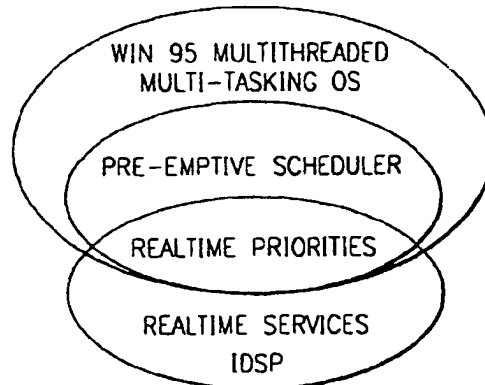 WIN 95 MULTITHREADED
MULTI-TASKING OS
PRE-EMPTIVE SCHEDULER
REALTIME PRIORITIES
REALTIME SERVICES
IDSP